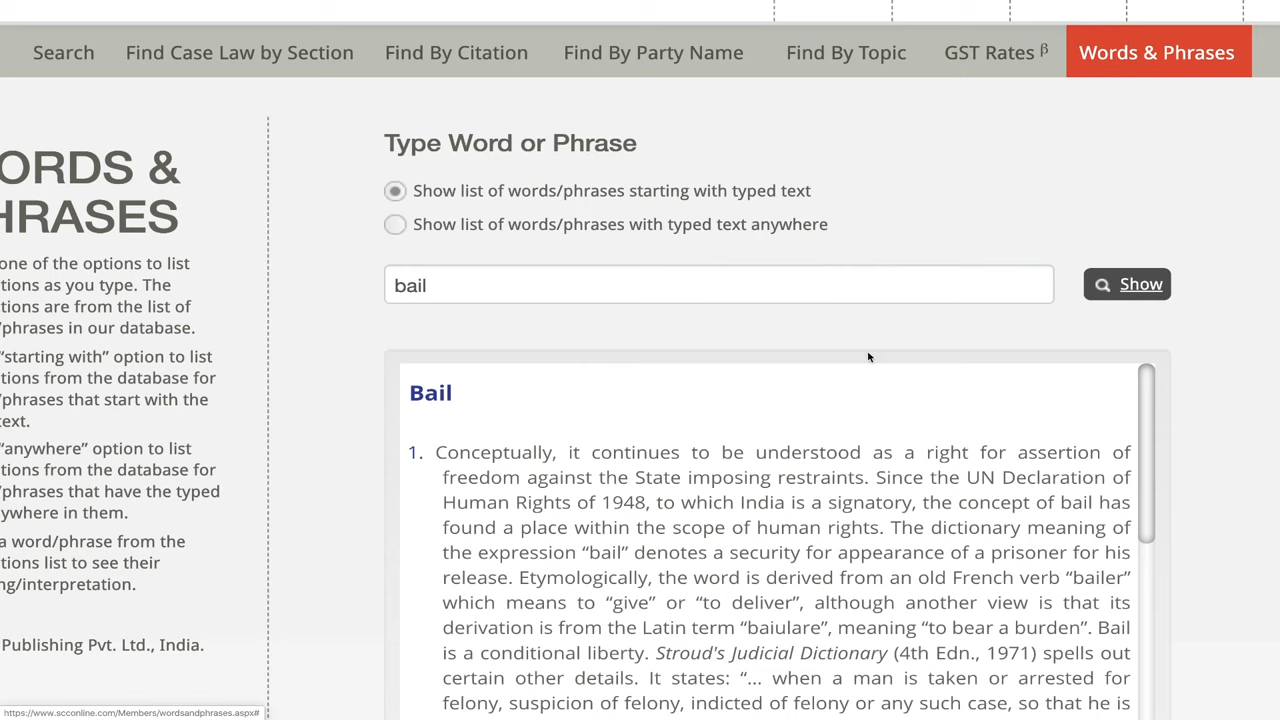 Search Find Case Law by Section Find By Citation Find By Party Name Find By Topic GST Rates β Words & Phrases
ORDS &
HRASES
one of the options to list
tions as you type. The
tions are from the list of
/phrases in our database.
“starting with” option to list
tions from the database for
/phrases that start with the
text.
“anywhere” option to list
tions from the database for
/phrases that have the typed
ywhere in them.
a word/phrase from the
tions list to see their
ng/interpretation.
Publishing Pvt. Ltd., India.
Type Word or Phrase
Show list of words/phrases starting with typed text
Show list of words/phrases with typed text anywhere
bail
Show
Bail
1. Conceptually, it continues to be understood as a right for assertion of
freedom against the State imposing restraints. Since the UN Declaration of
Human Rights of 1948, to which India is a signatory, the concept of bail has
found a place within the scope of human rights. The dictionary meaning of
the expression “bail” denotes a security for appearance of a prisoner for his
release. Etymologically, the word is derived from an old French verb “bailer”
which means to “give” or “to deliver”, although another view is that its
derivation is from the Latin term “baiulare”, meaning “to bear a burden”. Bail
is a conditional liberty. Stroud's Judicial Dictionary (4th Edn., 1971) spells out
certain other details. It states: “... when a man is taken or arrested for
felony, suspicion of felony, indicted of felony or any such case, so that he is
https://www.scconline.com/Members/wordsandphrases.aspx#